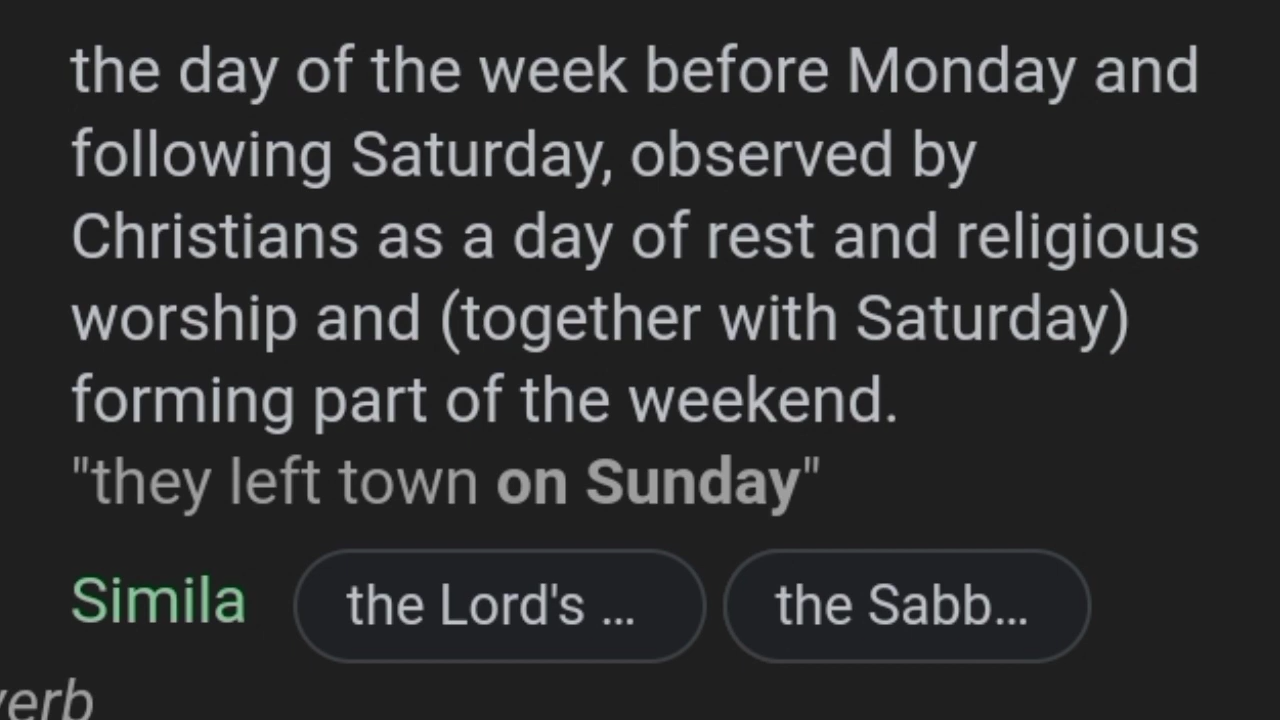 the day of the week before Monday and
following Saturday, observed by
Christians as a day of rest and religious
worship and (together with Saturday)
forming part of the weekend.
"they left town on Sunday"
Simila the Lord's ... the Sabb...
verb